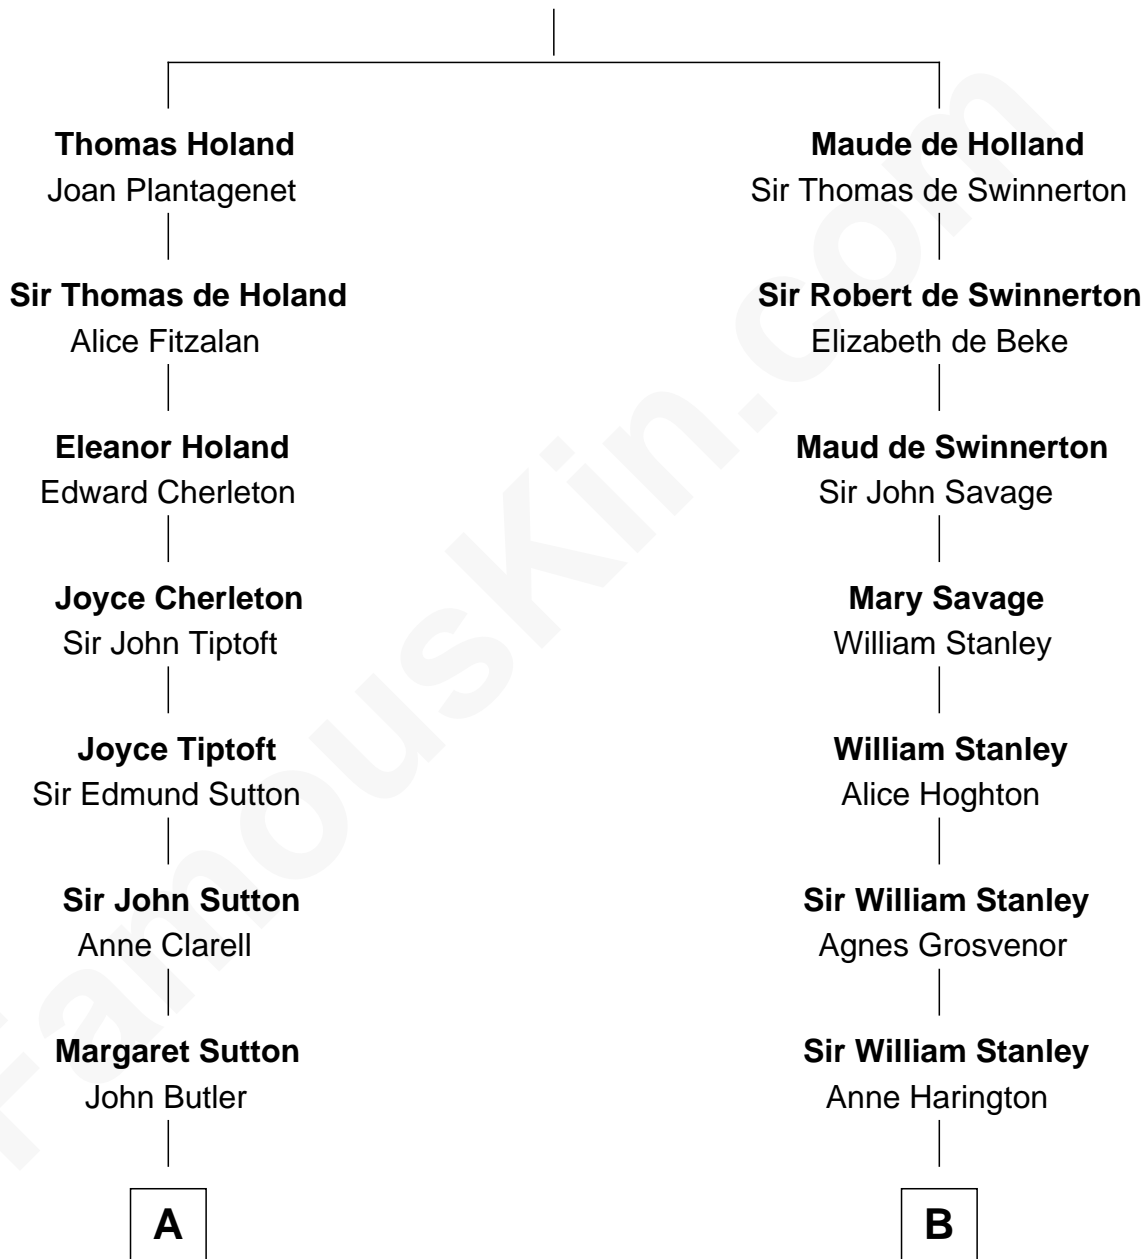 Thomas Holand
Joan Plantagenet
Sir Thomas de Holand
Alice Fitzalan
Eleanor Holand
Edward Cherleton
Joyce Cherleton
Sir John Tiptoft
Joyce Tiptoft
Sir Edmund Sutton
Sir John Sutton
Anne Clarell
Margaret Sutton
John Butler
A
Maude de Holland
Sir Thomas de Swinnerton
Sir Robert de Swinnerton
Elizabeth de Beke
Maud de Swinnerton
Sir John Savage
Mary Savage
William Stanley
William Stanley
Alice Hoghton
Sir William Stanley
Agnes Grosvenor
Sir William Stanley
Anne Harington
B
FamousKin.com